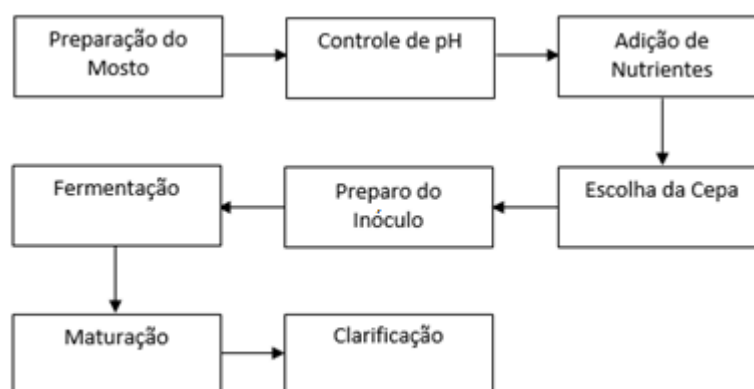 Preparação do
Mosto
Controle de pH
Adição de
Nutrientes
Escolha da Cepa
Preparo do
Inóculo
Fermentação
Maturação
Clarificação